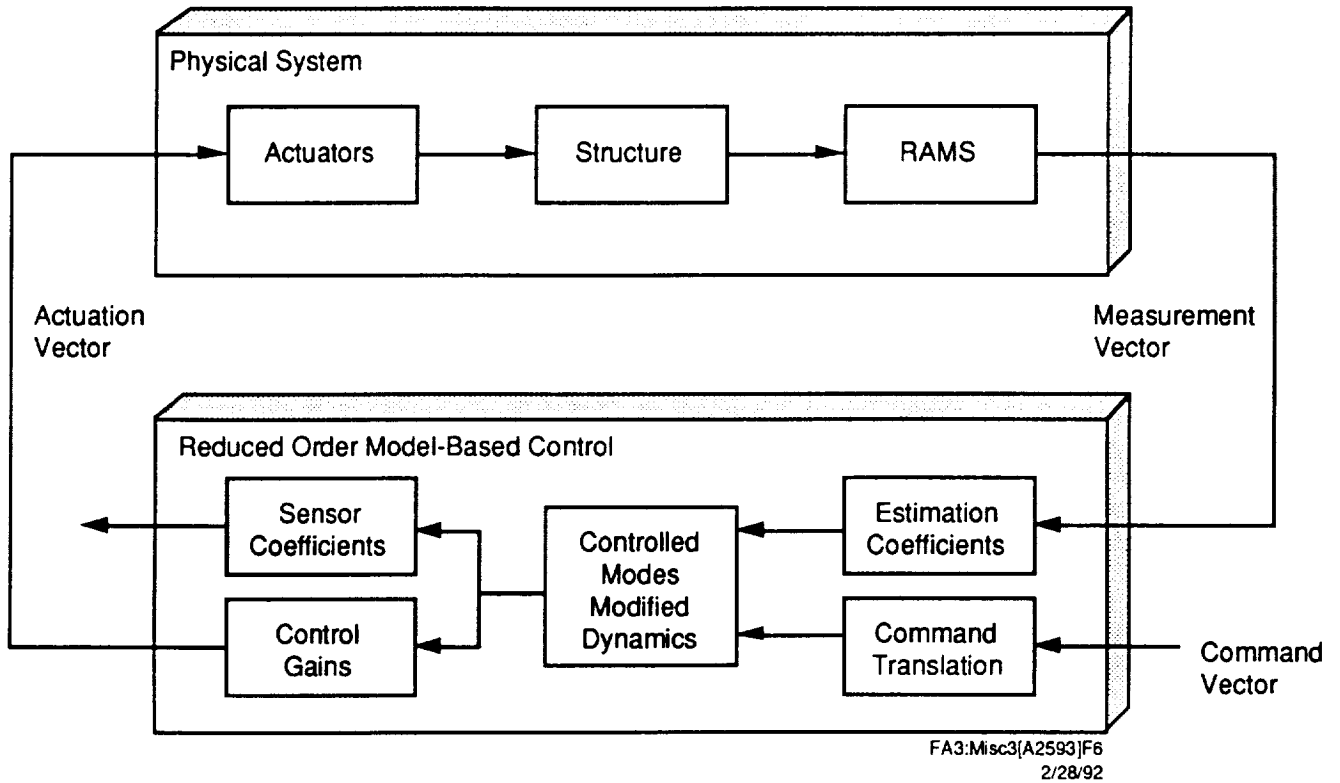 Physical System
Actuators
Structure
RAMS
Actuation
Vector
Measurement
Vector
Reduced Order Model-Based Control
Sensor
Coefficients
Controlled
Modes
Modified
Dynamics
Estimation
Coefficients
Control
Gains
Command
Translation
Command
Vector
FA3:Misc3[A2593]F6
2/28/92